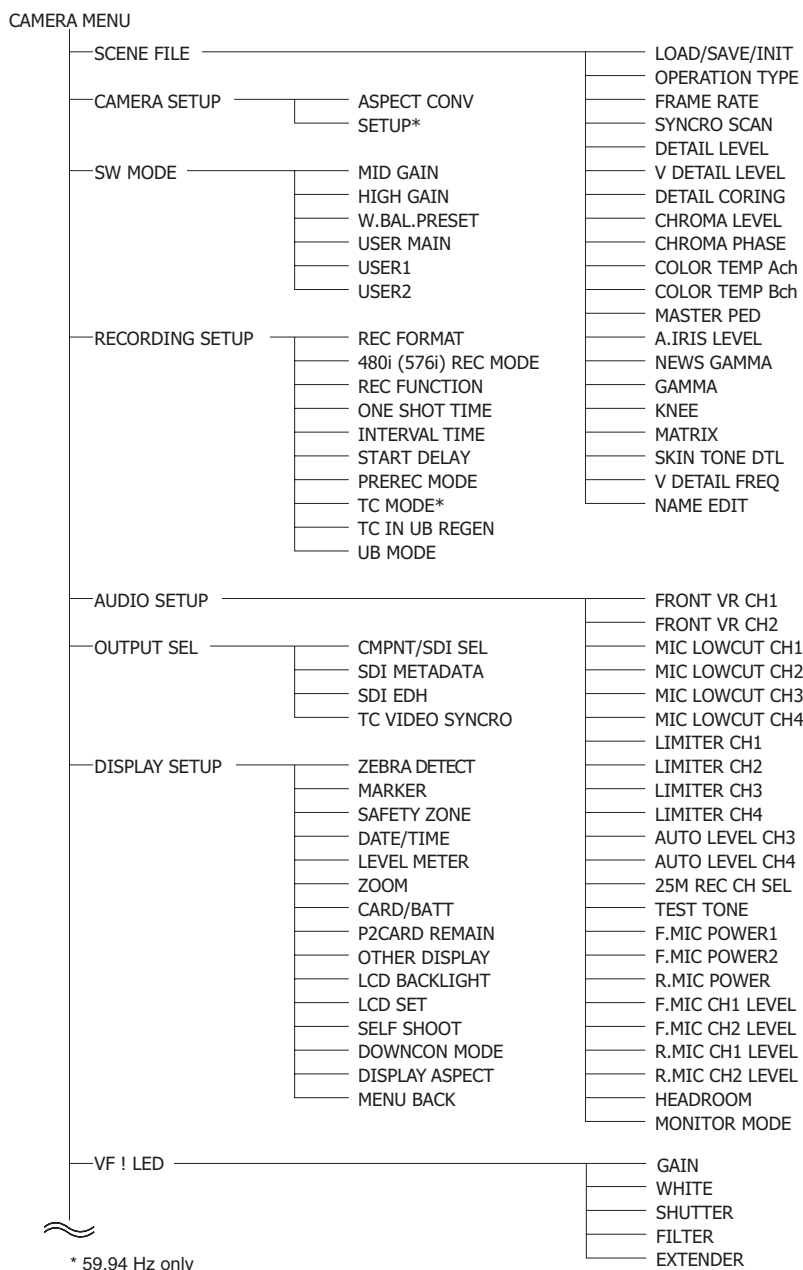 CAMERA MENU
SCENE FILE
LOAD/SAVE/INIT
OPERATION TYPE
FRAME RATE
SYNCRO SCAN
DETAIL LEVEL
V DETAIL LEVEL
DETAIL CORING
CHROMA LEVEL
CHROMA PHASE
COLOR TEMP Ach
COLOR TEMP Bch
MASTER PED
A.IRIS LEVEL
NEWS GAMMA
GAMMA
KNEE
MATRIX
SKIN TONE DTL
V DETAIL FREQ
NAME EDIT
CAMERA SETUP
ASPECT CONV
SETUP*
SW MODE
MID GAIN
HIGH GAIN
W.BAL.PRESET
USER MAIN
USER1
USER2
RECORDING SETUP
REC FORMAT
480i (576i) REC MODE
REC FUNCTION
ONE SHOT TIME
INTERVAL TIME
START DELAY
PREREC MODE
TC MODE*
TC IN UB REGEN
UB MODE
AUDIO SETUP
FRONT VR CH1
FRONT VR CH2
MIC LOWCUT CH1
MIC LOWCUT CH2
MIC LOWCUT CH3
MIC LOWCUT CH4
LIMITER CH1
LIMITER CH2
LIMITER CH3
LIMITER CH4
AUTO LEVEL CH3
AUTO LEVEL CH4
25M REC CH SEL
TEST TONE
F.MIC POWER1
F.MIC POWER2
R.MIC POWER
F.MIC CH1 LEVEL
F.MIC CH2 LEVEL
R.MIC CH1 LEVEL
R.MIC CH2 LEVEL
HEADROOM
MONITOR MODE
OUTPUT SEL
CMPNT/SDI SEL
SDI METADATA
SDI EDH
TC VIDEO SYNCRO
DISPLAY SETUP
ZEBRA DETECT
MARKER
SAFETY ZONE
DATE/TIME
LEVEL METER
ZOOM
CARD/BATT
P2CARD REMAIN
OTHER DISPLAY
LCD BACKLIGHT
LCD SET
SELF SHOOT
DOWNCON MODE
DISPLAY ASPECT
MENU BACK
VF ! LED
GAIN
WHITE
SHUTTER
FILTER
EXTENDER
* 59.94 Hz only